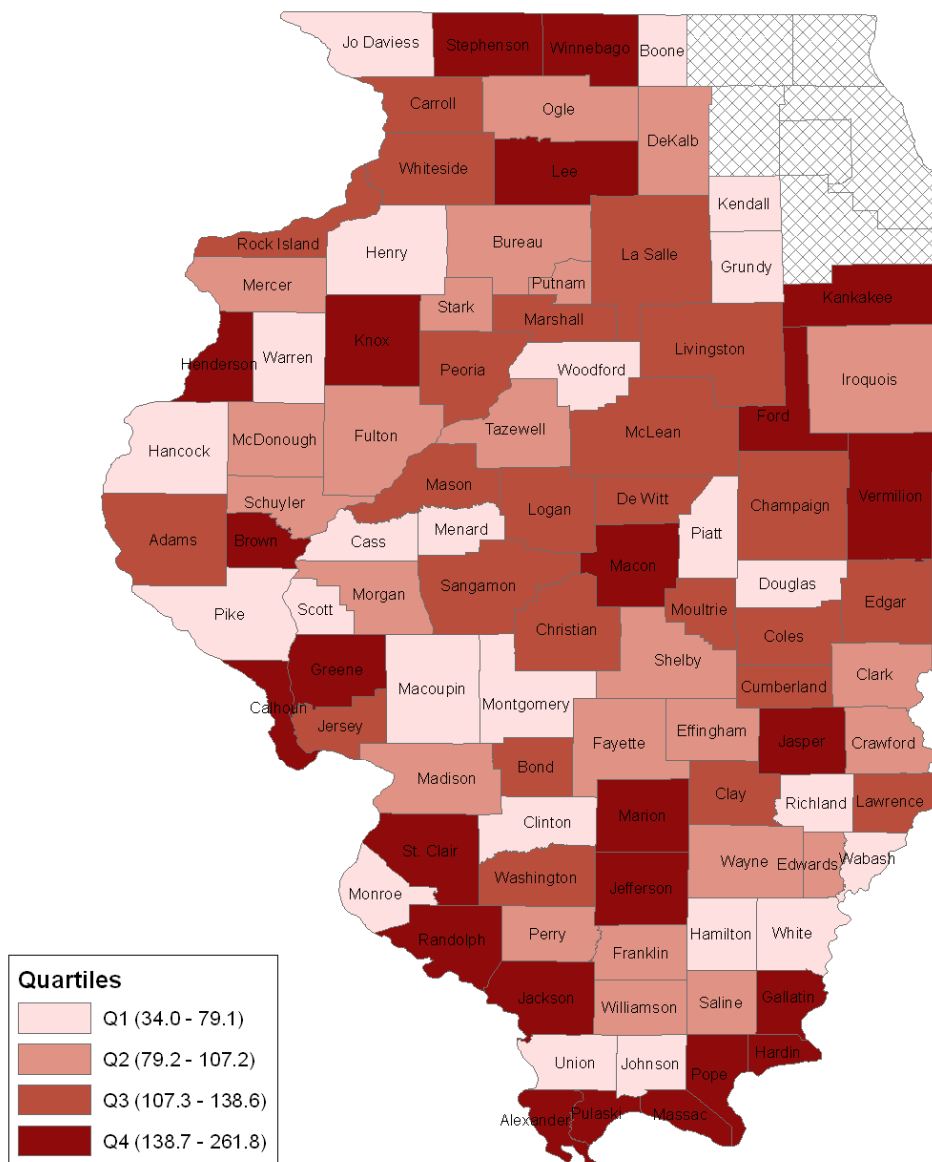 Jo Daviess
Stephenson
Winnebago
Boone
Carroll
Ogle
DeKalb
Whiteside
Lee
Kendall
Rock Island
Henry
Bureau
La Salle
Grundy
Mercer
Putnam
Kankakee
Stark
Marshall
Henderson
Warren
Knox
Peoria
Woodford
Livingston
Iroquois
Ford
Hancock
McDonough
Fulton
Tazewell
McLean
Schuyler
Mason
Logan
De Witt
Champaign
Vermilion
Adams
Brown
Cass
Menard
Macon
Piatt
Douglas
Pike
Scott
Morgan
Sangamon
Christian
Moultrie
Coles
Edgar
Greene
Macoupin
Montgomery
Shelby
Cumberland
Clark
Calhoun
Jersey
Fayette
Effingham
Jasper
Crawford
Madison
Bond
Clay
Richland
Lawrence
St. Clair
Clinton
Marion
Wayne
Edwards
Wabash
Monroe
Washington
Jefferson
Randolph
Perry
Franklin
Hamilton
White
Jackson
Williamson
Saline
Gallatin
Union
Johnson
Pope
Hardin
Alexander
Pulaski
Massac
Quartiles
Q1 (34.0 - 79.1)
Q2 (79.2 - 107.2)
Q3 (107.3 - 138.6)
Q4 (138.7 - 261.8)